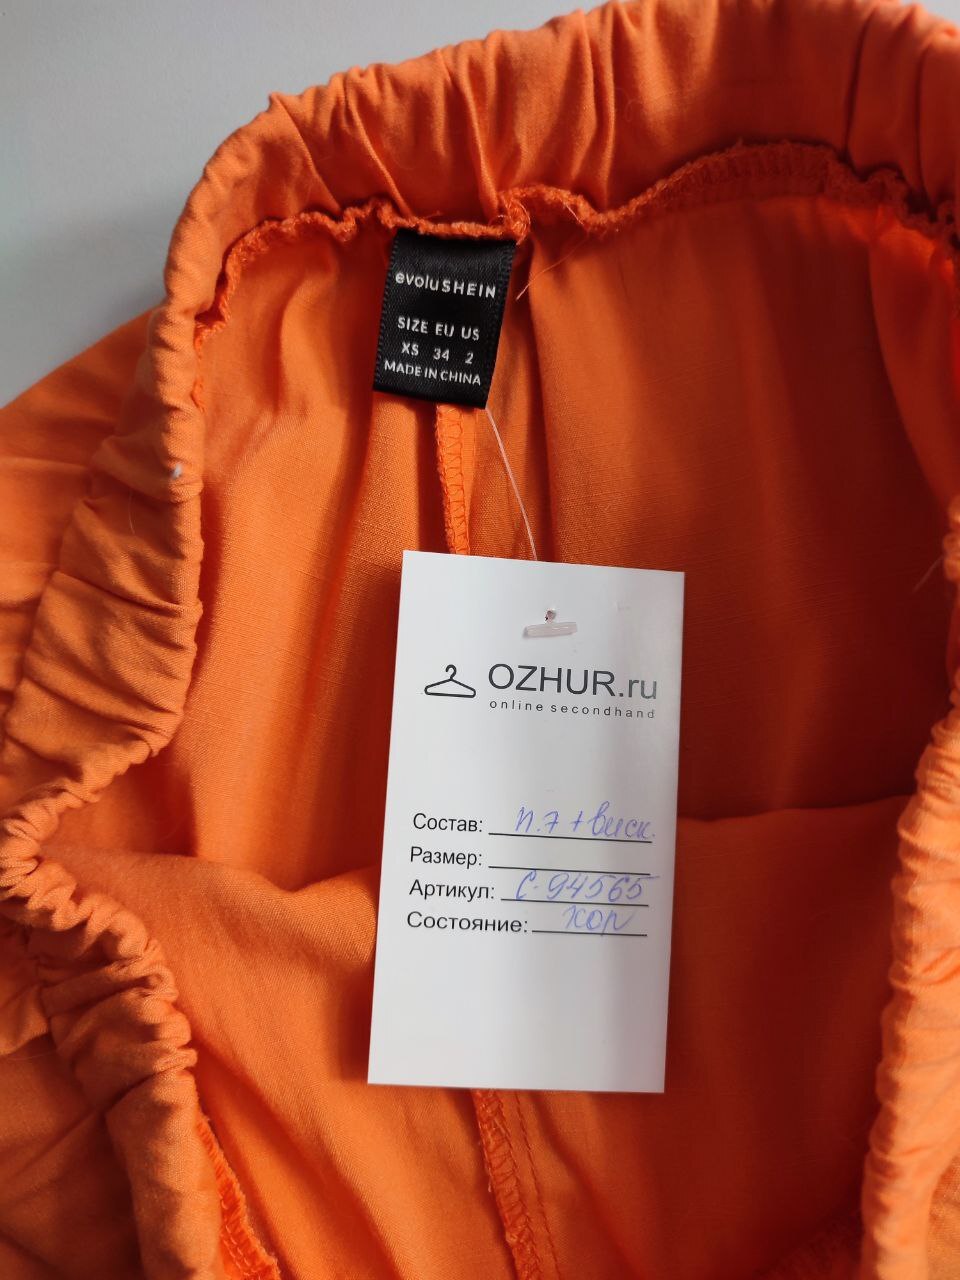 evoluSHEIN
SIZE EU US
XS 34 2
MADE IN CHINA
OZHUR.ru
online secondhand
Состав: п.э + виск.
Размер:
Артикул: С-94565
Состояние: хор